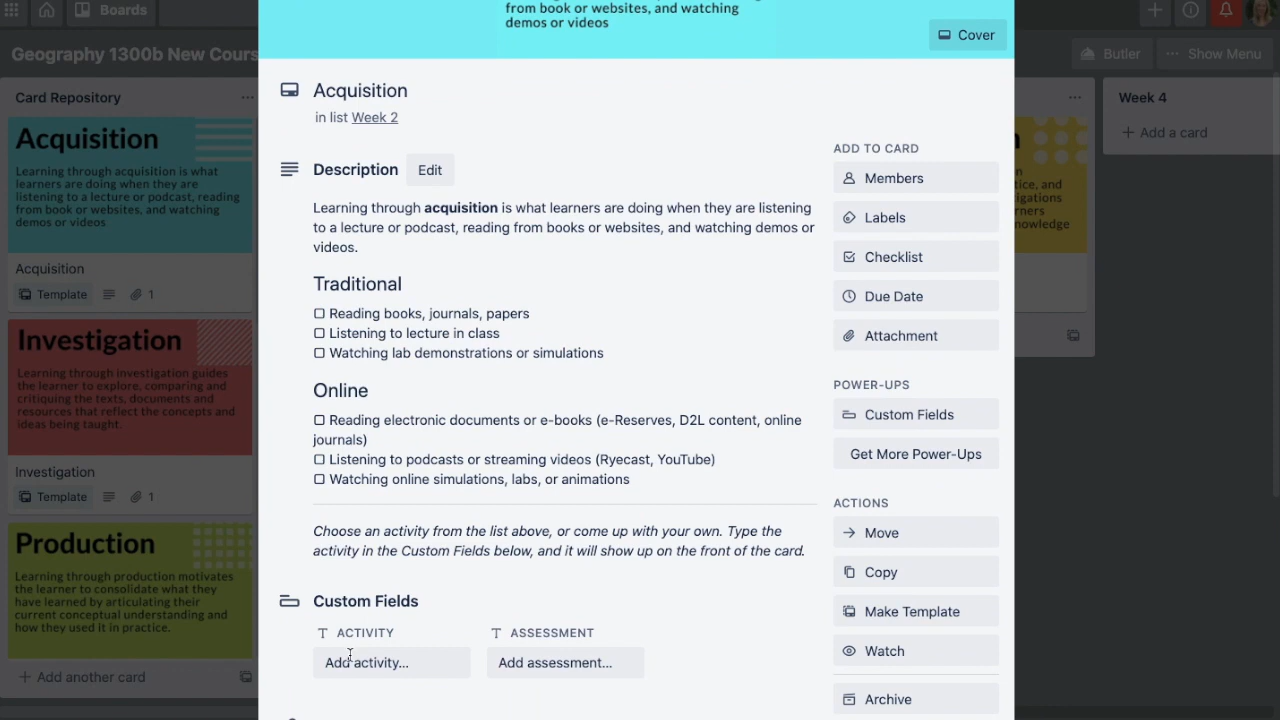 Boards
from book or websites, and watching
demos or videos
Cover
Geography 1300b New Cours
Butler
Show Menu
Card Repository
Acquisition
Learning through acquisition is what
learners are doing when they are
listening to a lecture or podcast, reading
from book or websites, and watching
demos or videos
Acquisition
Template
1
Investigation
Learning through investigation guides
the learner to explore, comparing and
critiquing the texts, documents and
resources that reflect the concepts and
ideas being taught.
Investigation
Template
1
Production
Learning through production motivates
the learner to consolidate what they
have learned by articulating their
current conceptual understanding and
how they used it in practice.
+ Add another card
Acquisition
in list Week 2
Description
Edit
Learning through acquisition is what learners are doing when they are listening
to a lecture or podcast, reading from books or websites, and watching demos or
videos.
Traditional
☐ Reading books, journals, papers
☐ Listening to lecture in class
☐ Watching lab demonstrations or simulations
Online
☐ Reading electronic documents or e-books (e-Reserves, D2L content, online
journals)
☐ Listening to podcasts or streaming videos (Ryecast, YouTube)
☐ Watching online simulations, labs, or animations
Choose an activity from the list above, or come up with your own. Type the
activity in the Custom Fields below, and it will show up on the front of the card.
Custom Fields
ACTIVITY
Add activity…
ASSESSMENT
Add assessment…
ADD TO CARD
Members
Labels
Checklist
Due Date
Attachment
POWER-UPS
Custom Fields
Get More Power-Ups
ACTIONS
Move
Copy
Make Template
Watch
Archive
n
tice, and
igations
rners
nowledge
Week 4
+ Add a card